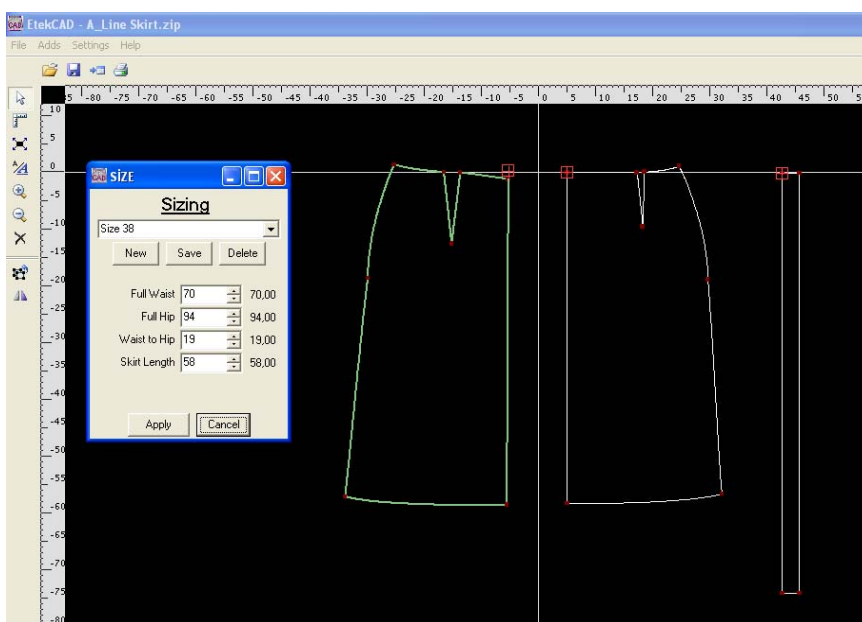 EtekCAD - A_Line Skirt.zip
File Adds Settings Help
5 -80 -75 -70 -65 -60 -55 -50 -45 -40 -35 -30 -25 -20 -15 -10 -5 0 5 10 15 20 25 30 35 40 45 50 5
10
5
0
-5
-10
-15
-20
-25
-30
-35
-40
-45
-50
-55
-60
-65
-70
-75
-80
CAD SiZE
Sizing
Size 38
New Save Delete
Full Waist 70 70,00
Full Hip 94 94,00
Waist to Hip 19 19,00
Skirt Length 58 58,00
Apply Cancel